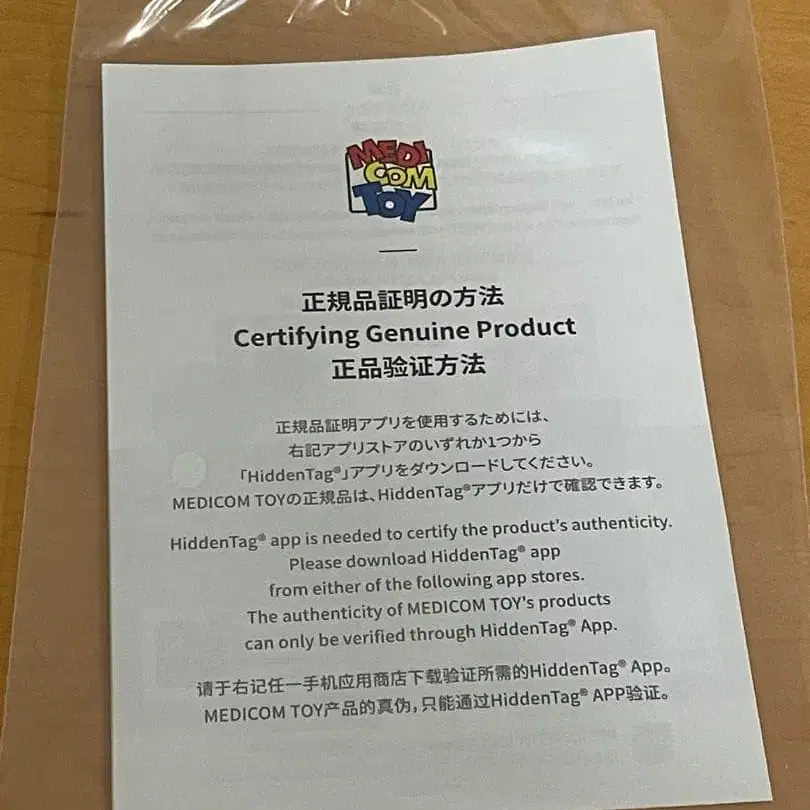 MEDI
COM
TOY
正規品証明の方法
Certifying Genuine Product
正品验证方法
正規品証明アプリを使用するためには、
右記アプリストアのいずれか1つから
「HiddenTag®」アプリをダウンロードしてください。
MEDICOM TOYの正規品は、HiddenTag®アプリだけで確認できます。
HiddenTag® app is needed to certify the product's authenticity.
Please download HiddenTag® app
from either of the following app stores.
The authenticity of MEDICOM TOY's products
can only be verified through HiddenTag® App.
请于右记任一手机应用商店下载验证所需的HiddenTag® App。
MEDICOM TOY产品的真伪，只能通过HiddenTag® APP验证。